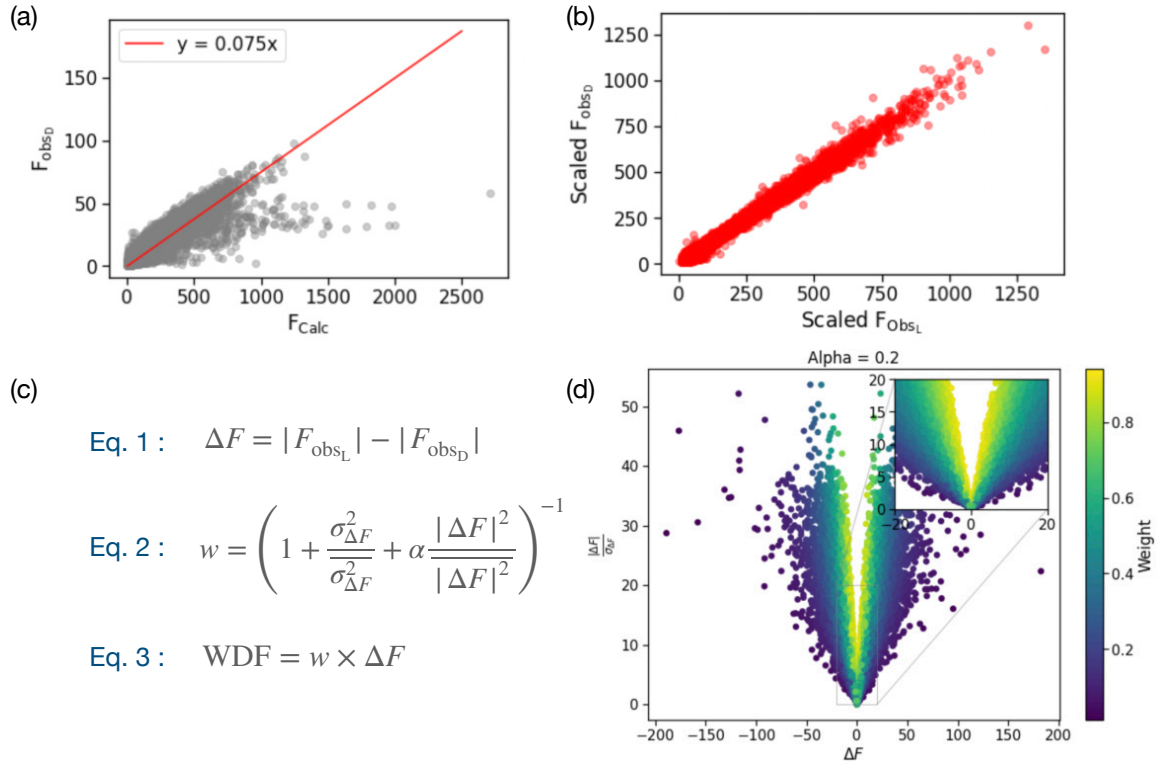 (a)
y = 0.075x
150
100
50
0
F_obs_D
0 500 1000 1500 2000 2500
F_Calc
(b)
1250
1000
750
500
250
0
Scaled F_obs_D
0 250 500 750 1000 1250
Scaled F_Obs_L
(c)
Eq. 1 : ΔF = |F_obs_L| − |F_obs_D|
Eq. 2 : w = (1 + σ²_ΔF / σ²_ΔF + α |ΔF|² / |ΔF|²)⁻¹
Eq. 3 : WDF = w × ΔF
(d)
Alpha = 0.2
50
40
30
20
10
0
|ΔF| / σ_ΔF
−200 −150 −100 −50 0 50 100 150 200
ΔF
20
15
10
5
0
−20 0 20
0.8
0.6
0.4
0.2
Weight